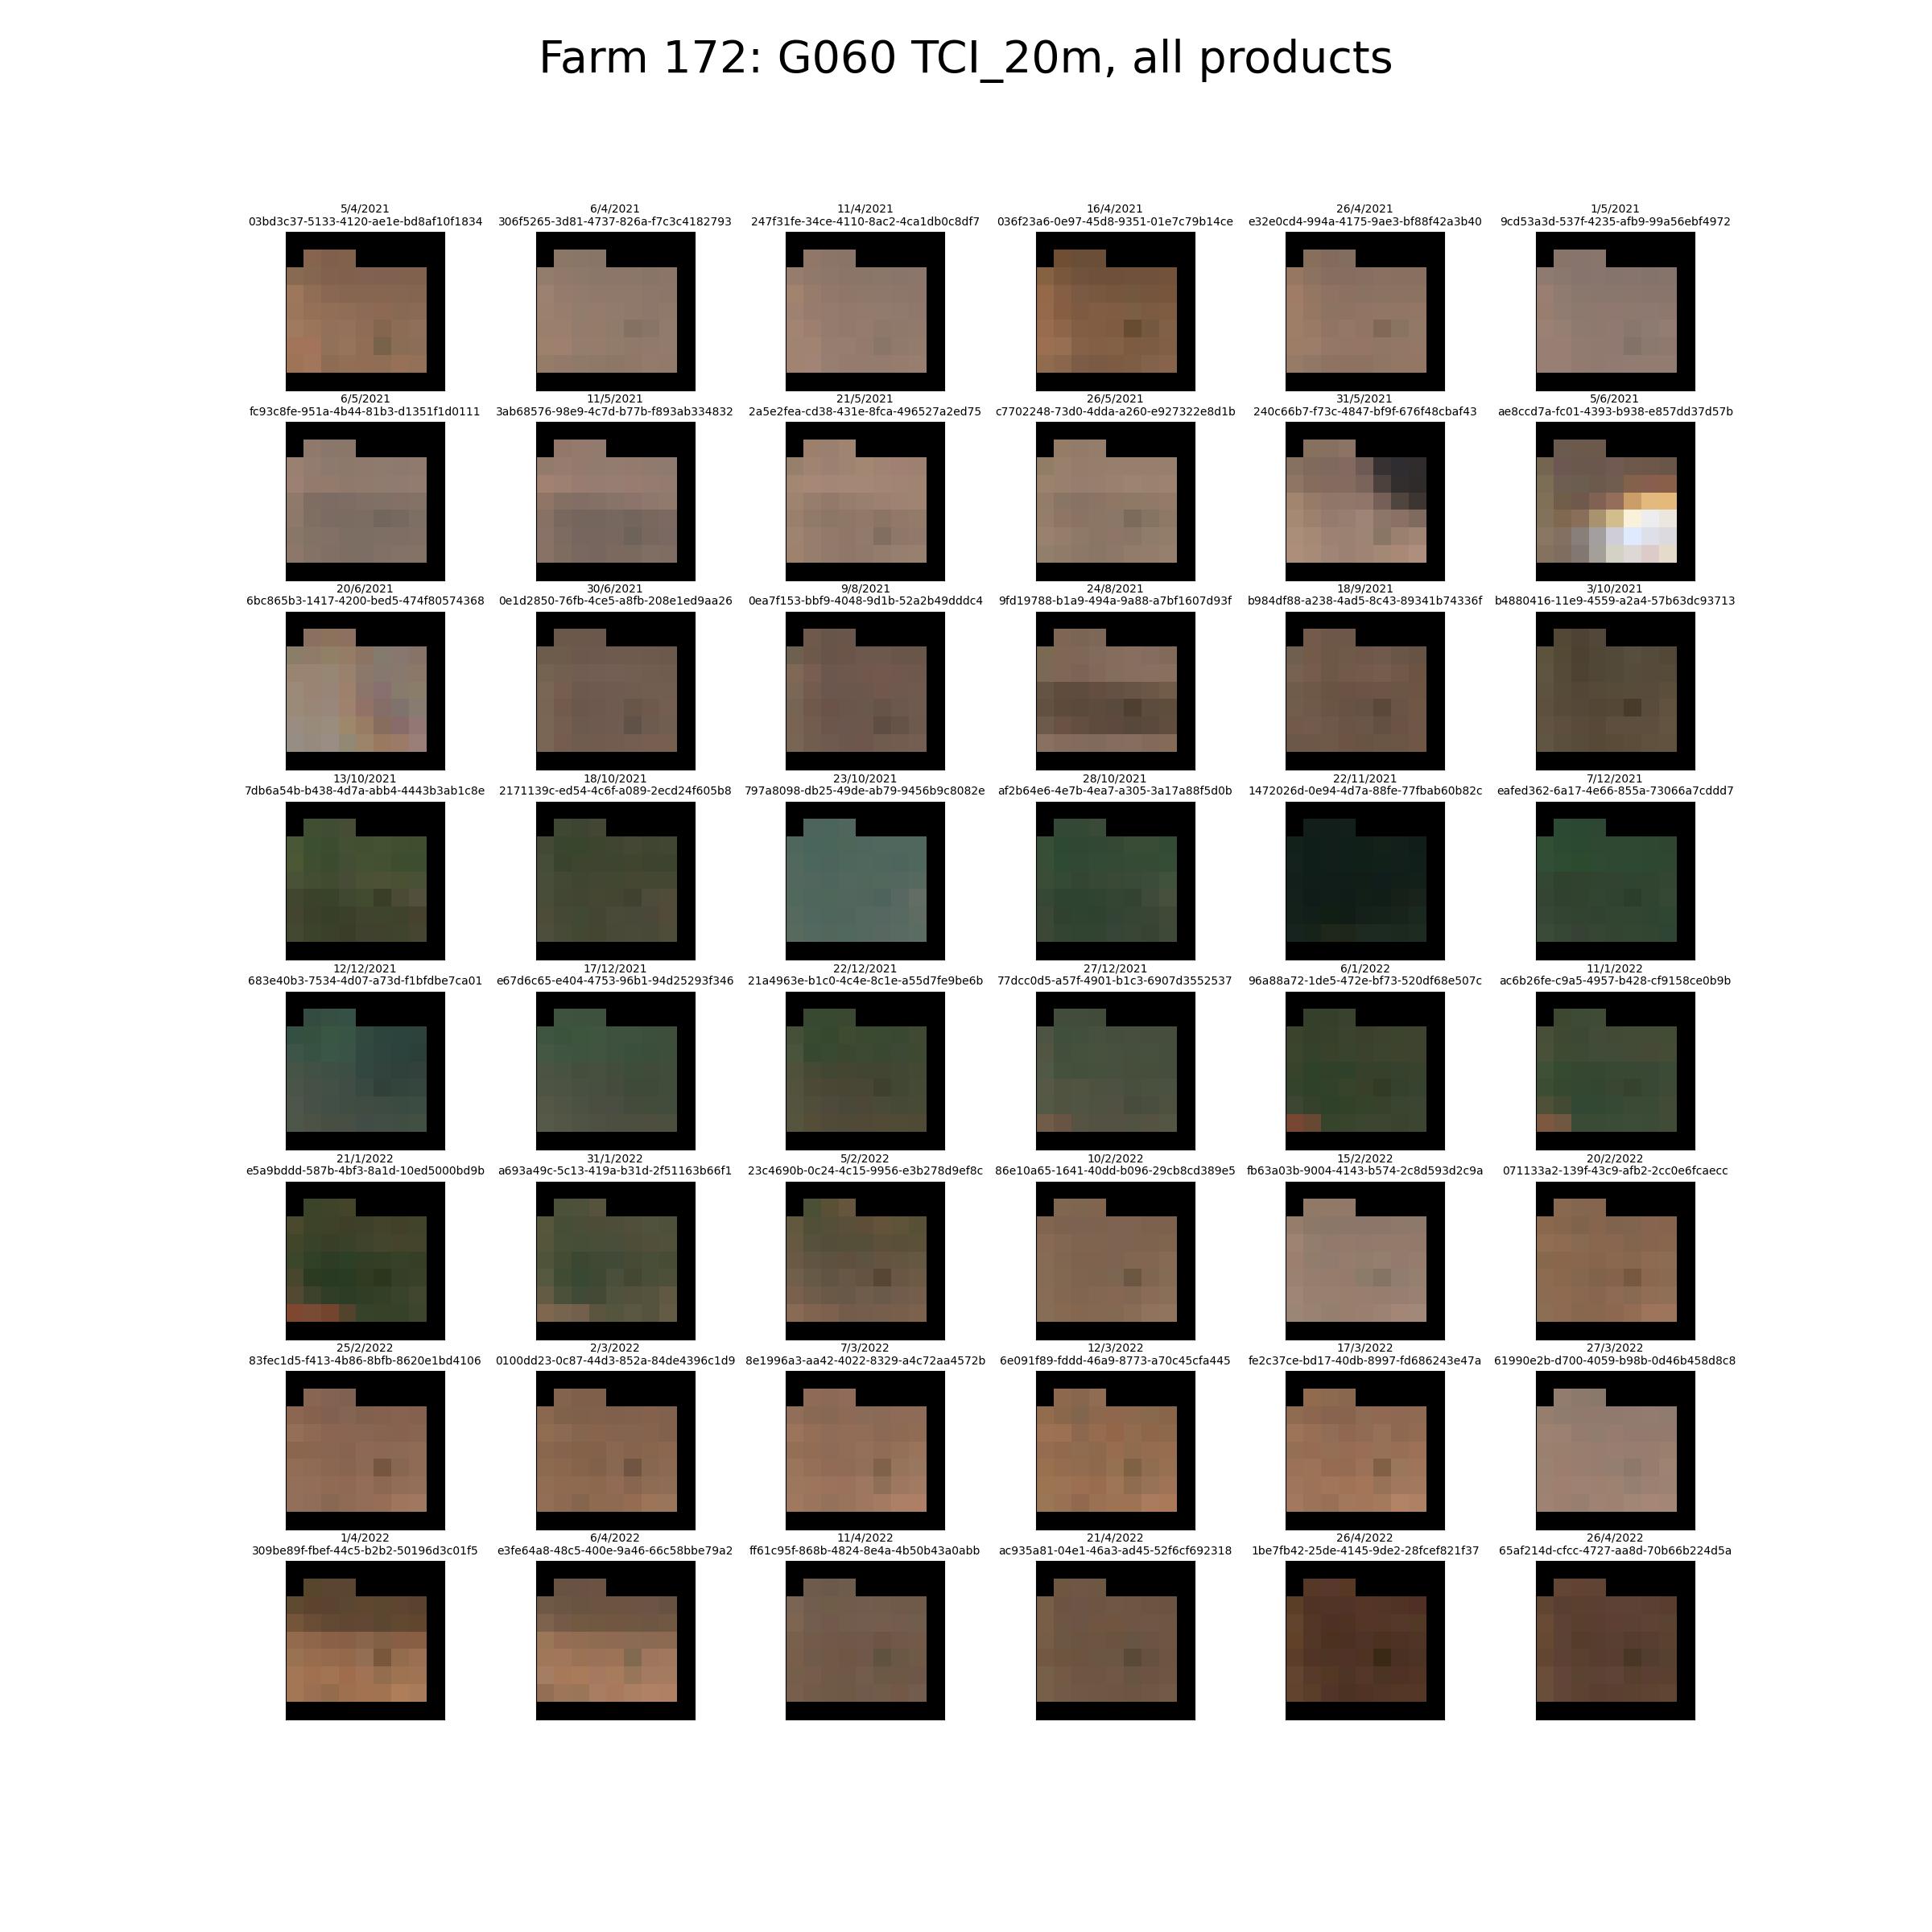 Farm 172: G060 TCI_20m, all products
5/4/2021 6/4/2021 11/4/2021 16/4/2021 26/4/2021 1/5/2021
03bd3c37-5133-4120-ae1e-bd8af10f1834 306f5265-3d81-4737-826a-f7c3c4182793 247f31fe-34ce-4110-8ac2-4ca1db0c8df7 036f23a6-0e97-45d8-9351-01e7c79b14ce e32e0cd4-994a-4175-9ae3-bf88f42a3b40 9cd53a3d-537f-4235-afb9-99a56ebf4972
6/5/2021 11/5/2021 21/5/2021 26/5/2021 31/5/2021 5/6/2021
fc93c8fe-951a-4b44-81b3-d1351f1d0111 3ab68576-98e9-4c7d-b77b-f893ab334832 2a5e2fea-cd38-431e-8fca-496527a2ed75 c7702248-73d0-4dda-a260-e927322e8d1b 240c66b7-f73c-4847-bf9f-676f48cbaf43 ae8ccd7a-fc01-4393-b938-e857dd37d57b
20/6/2021 30/6/2021 9/8/2021 24/8/2021 18/9/2021 3/10/2021
6bc865b3-1417-4200-bed5-474f80574368 0e1d2850-76fb-4ce5-a8fb-208e1ed9aa26 0ea7f153-bbf9-4048-9d1b-52a2b49dddc4 9fd19788-b1a9-494a-9a88-a7bf1607d93f b984df88-a238-4ad5-8c43-89341b74336f b4880416-11e9-4559-a2a4-57b63dc93713
13/10/2021 18/10/2021 23/10/2021 28/10/2021 22/11/2021 7/12/2021
7db6a54b-b438-4d7a-abb4-4443b3ab1c8e 2171139c-ed54-4c6f-a089-2ecd24f605b8 797a8098-db25-49de-ab79-9456b9c8082e af2b64e6-4e7b-4ea7-a305-3a17a88f5d0b 1472026d-0e94-4d7a-88fe-77fbab60b82c eafed362-6a17-4e66-855a-73066a7cddd7
12/12/2021 17/12/2021 22/12/2021 27/12/2021 6/1/2022 11/1/2022
683e40b3-7534-4d07-a73d-f1bfdbe7ca01 e67d6c65-e404-4753-96b1-94d25293f346 21a4963e-b1c0-4c4e-8c1e-a55d7fe9be6b 77dcc0d5-a57f-4901-b1c3-6907d3552537 96a88a72-1de5-472e-bf73-520df68e507c ac6b26fe-c9a5-4957-b428-cf9158ce0b9b
21/1/2022 31/1/2022 5/2/2022 10/2/2022 15/2/2022 20/2/2022
e5a9bddd-587b-4bf3-8a1d-10ed5000bd9b a693a49c-5c13-419a-b31d-2f51163b66f1 23c4690b-0c24-4c15-9956-e3b278d9ef8c 86e10a65-1641-40dd-b096-29cb8cd389e5 fb63a03b-9004-4143-b574-2c8d593d2c9a 071133a2-139f-43c9-afb2-2cc0e6fcaecc
25/2/2022 2/3/2022 7/3/2022 12/3/2022 17/3/2022 27/3/2022
83fec1d5-f413-4b86-8bfb-8620e1bd4106 0100dd23-0c87-44d3-852a-84de4396c1d9 8e1996a3-aa42-4022-8329-a4c72aa4572b 6e091f89-fddd-46a9-8773-a70c45cfa445 fe2c37ce-bd17-40db-8997-fd686243e47a 61990e2b-d700-4059-b98b-0d46b458d8c8
1/4/2022 6/4/2022 11/4/2022 21/4/2022 26/4/2022 26/4/2022
309be89f-fbef-44c5-b2b2-50196d3c01f5 e3fe64a8-48c5-400e-9a46-66c58bbe79a2 ff61c95f-868b-4824-8e4a-4b50b43a0abb ac935a81-04e1-46a3-ad45-52f6cf692318 1be7fb42-25de-4145-9de2-28fcef821f37 65af214d-cfcc-4727-aa8d-70b66b224d5a